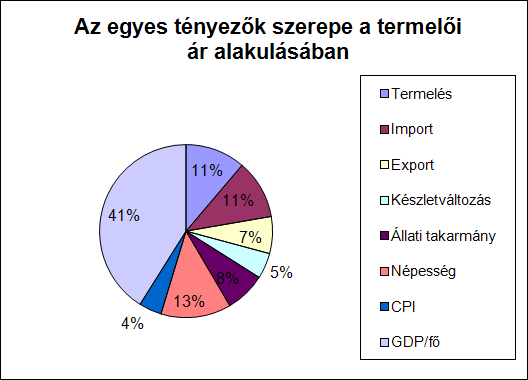 Az egyes tényezők szerepe a termelői
ár alakulásában
11%
11%
7%
5%
8%
13%
4%
41%
Termelés
Import
Export
Készletváltozás
Állati takarmány
Népesség
CPI
GDP/fő